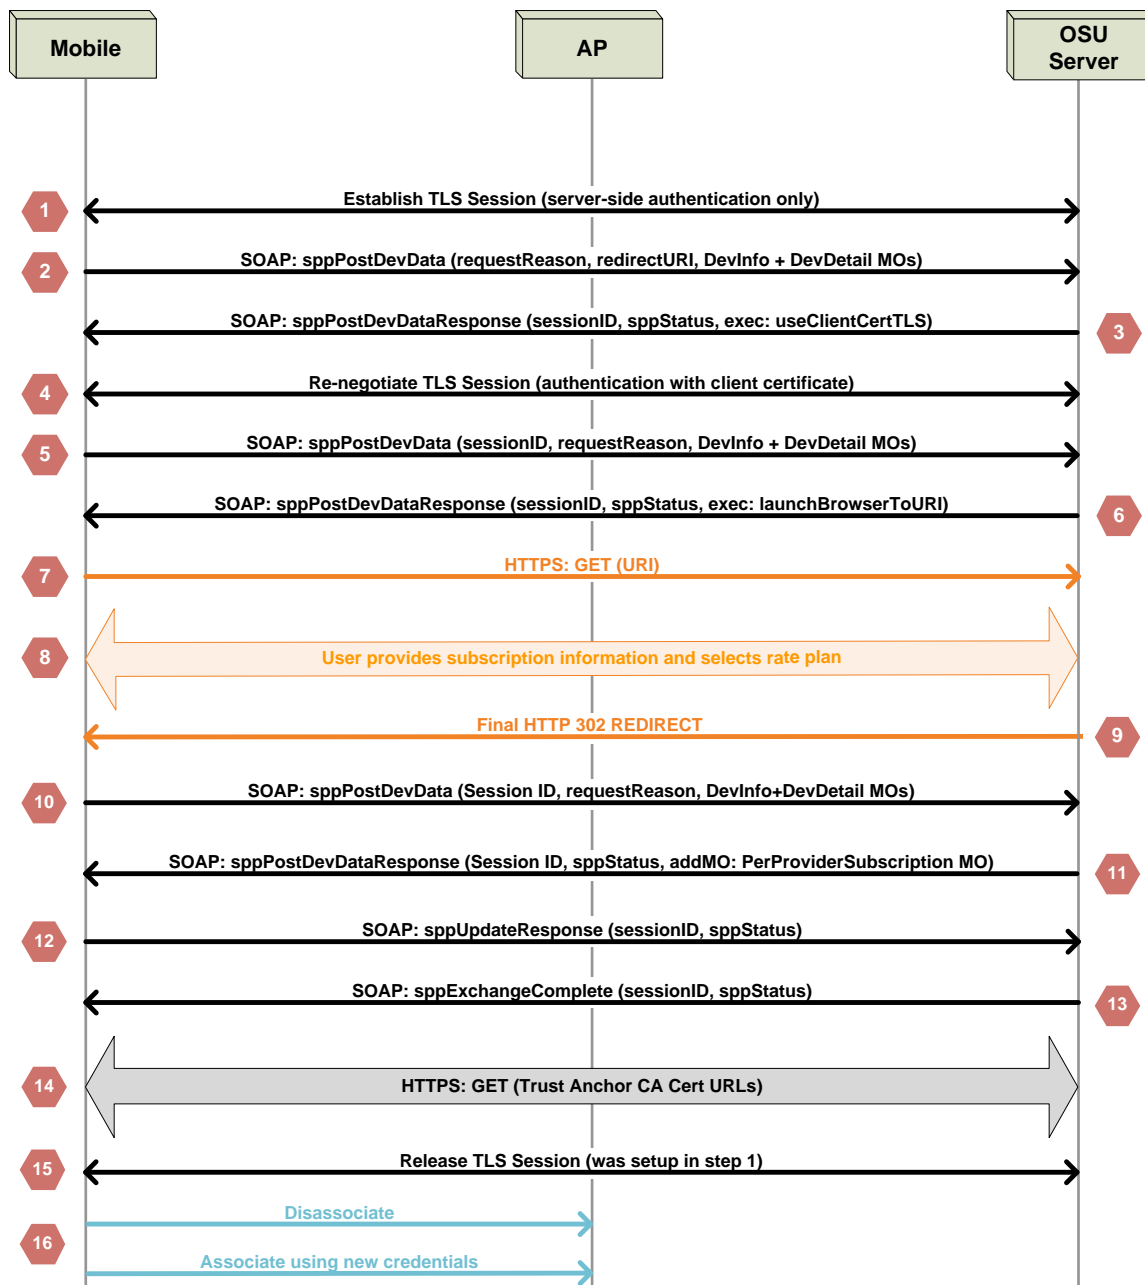 Mobile
AP
OSU
Server
1
Establish TLS Session (server-side authentication only)
2
SOAP: sppPostDevData (requestReason, redirectURI, DevInfo + DevDetail MOs)
SOAP: sppPostDevDataResponse (sessionID, sppStatus, exec: useClientCertTLS)
3
4
Re-negotiate TLS Session (authentication with client certificate)
5
SOAP: sppPostDevData (sessionID, requestReason, DevInfo + DevDetail MOs)
SOAP: sppPostDevDataResponse (sessionID, sppStatus, exec: launchBrowserToURI)
6
7
HTTPS: GET (URI)
8
User provides subscription information and selects rate plan
Final HTTP 302 REDIRECT
9
10
SOAP: sppPostDevData (Session ID, requestReason, DevInfo+DevDetail MOs)
SOAP: sppPostDevDataResponse (Session ID, sppStatus, addMO: PerProviderSubscription MO)
11
12
SOAP: sppUpdateResponse (sessionID, sppStatus)
SOAP: sppExchangeComplete (sessionID, sppStatus)
13
14
HTTPS: GET (Trust Anchor CA Cert URLs)
15
Release TLS Session (was setup in step 1)
16
Disassociate
Associate using new credentials